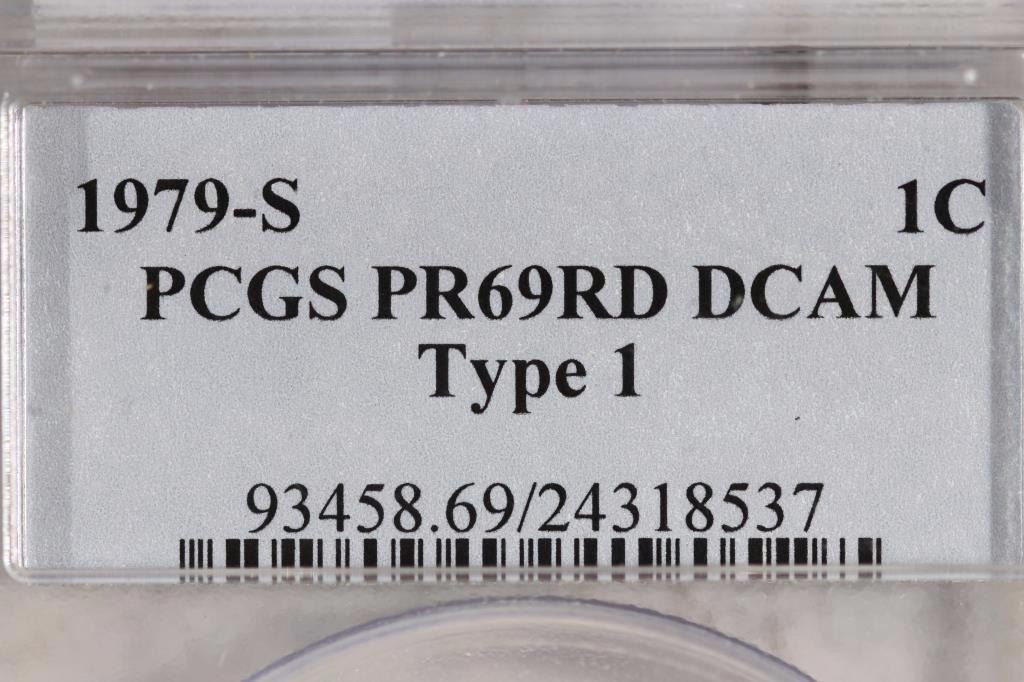 1979-S 1C
PCGS PR69RD DCAM
Type 1
93458.69/24318537